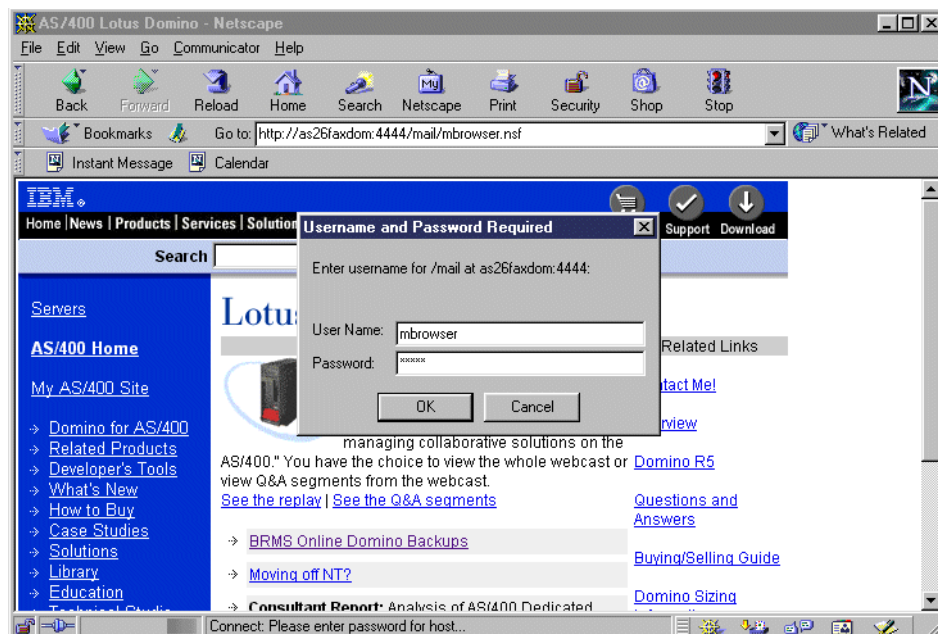 AS/400 Lotus Domino - Netscape
File Edit View Go Communicator Help
Back Forward Reload Home Search Netscape Print Security Shop Stop
My
N
Bookmarks Go to: http://as26faxdom:4444/mail/mbrowser.nsf What's Related
Instant Message Calendar
IBM
Home | News | Products | Services | Solution
Support Download
Search
Username and Password Required
Enter username for /mail at as26faxdom:4444:
User Name: mbrowser
Password: xxxxx
OK Cancel
Servers
AS/400 Home
My AS/400 Site
Domino for AS/400
Related Products
Developer's Tools
What's New
How to Buy
Case Studies
Solutions
Library
Education
Lotu
managing collaborative solutions on the
AS/400." You have the choice to view the whole webcast or
view Q&A segments from the webcast.
See the replay | See the Q&A segments
BRMS Online Domino Backups
Moving off NT?
Consultant Report: Analysis of AS/400 Dedicated
Related Links
tact Me!
rview
Domino R5
Questions and
Answers
Buying/Selling Guide
Domino Sizing
Connect: Please enter password for host...